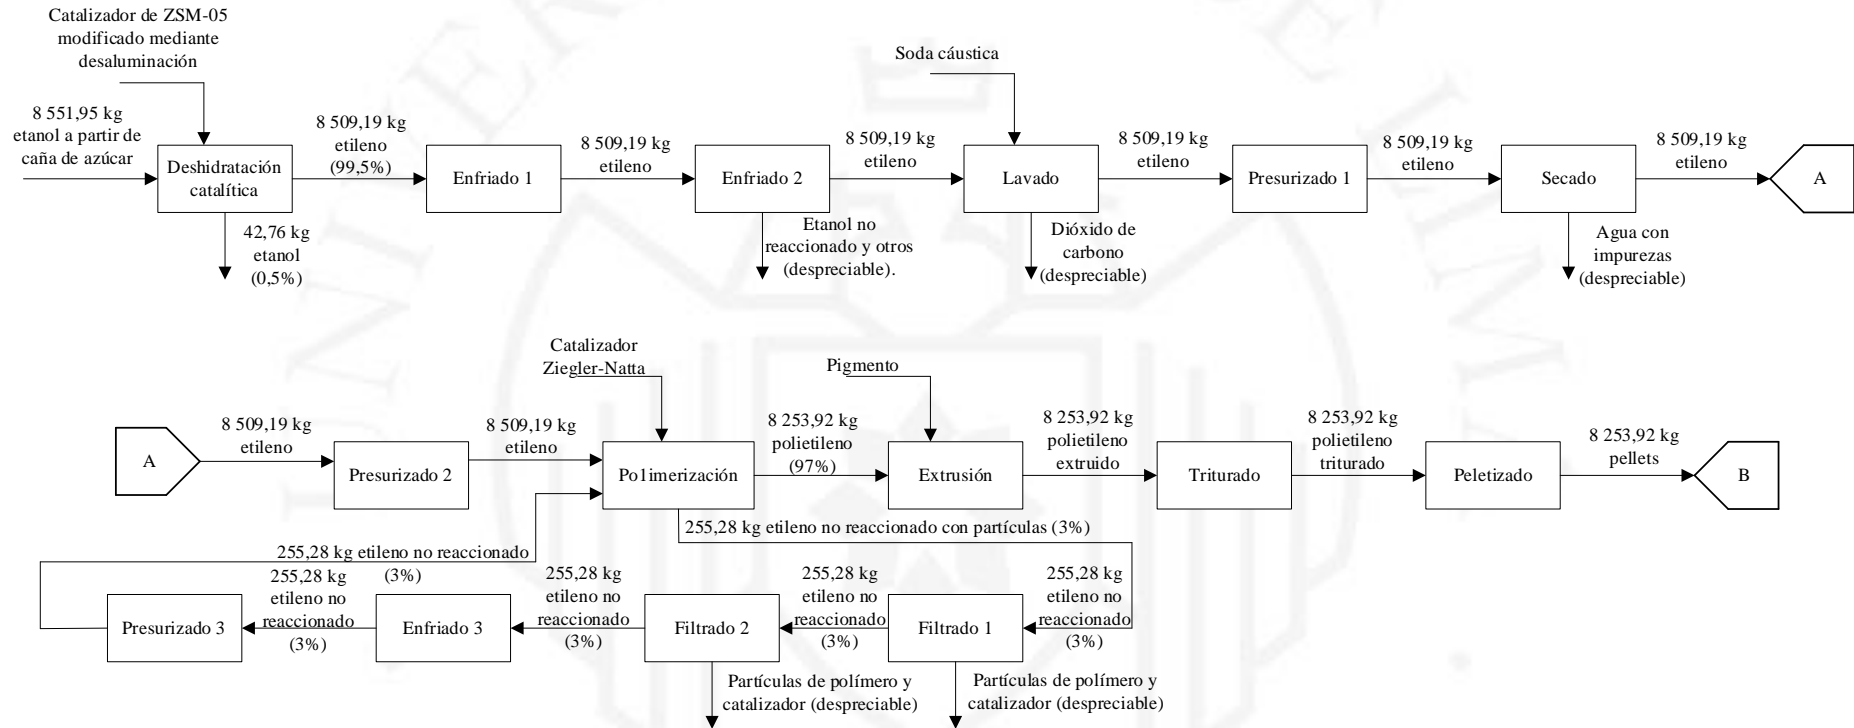 Catalizador de ZSM-05
modificado mediante
desaluminación
8 551,95 kg
etanol a partir de
caña de azúcar
Deshidratación
catalítica
42,76 kg
etanol
(0,5%)
8 509,19 kg
etileno
(99,5%)
Enfriado 1
8 509,19 kg
etileno
Enfriado 2
Etanol no
reaccionado y otros
(despreciable).
8 509,19 kg
etileno
Soda cáustica
Lavado
Dióxido de
carbono
(despreciable)
8 509,19 kg
etileno
Presurizado 1
8 509,19 kg
etileno
Secado
Agua con
impurezas
(despreciable)
8 509,19 kg
etileno
A
A
8 509,19 kg
etileno
Presurizado 2
8 509,19 kg
etileno
Catalizador
Ziegler-Natta
Polimerización
8 253,92 kg
polietileno
(97%)
Pigmento
Extrusión
8 253,92 kg
polietileno
extruido
Triturado
8 253,92 kg
polietileno
triturado
Peletizado
8 253,92 kg
pellets
B
255,28 kg etileno no reaccionado con partículas (3%)
255,28 kg
etileno no
reaccionado
(3%)
Filtrado 1
Partículas de polímero y
catalizador (despreciable)
255,28 kg
etileno no
reaccionado
(3%)
Filtrado 2
Partículas de polímero y
catalizador (despreciable)
255,28 kg
etileno no
reaccionado
(3%)
Enfriado 3
255,28 kg
etileno no
reaccionado
(3%)
Presurizado 3
255,28 kg etileno no reaccionado
(3%)
UNIVER
DE LIMA